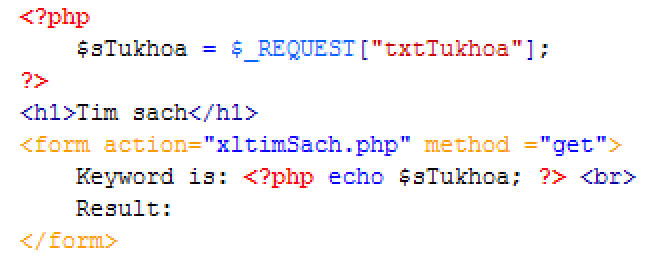 <?php
    $sTukhoa = $_REQUEST["txtTukhoa"];
?>
<h1>Tim sach</h1>
<form action="xltimSach.php" method ="get">
    Keyword is: <?php echo $sTukhoa; ?> <br>
    Result:
</form>